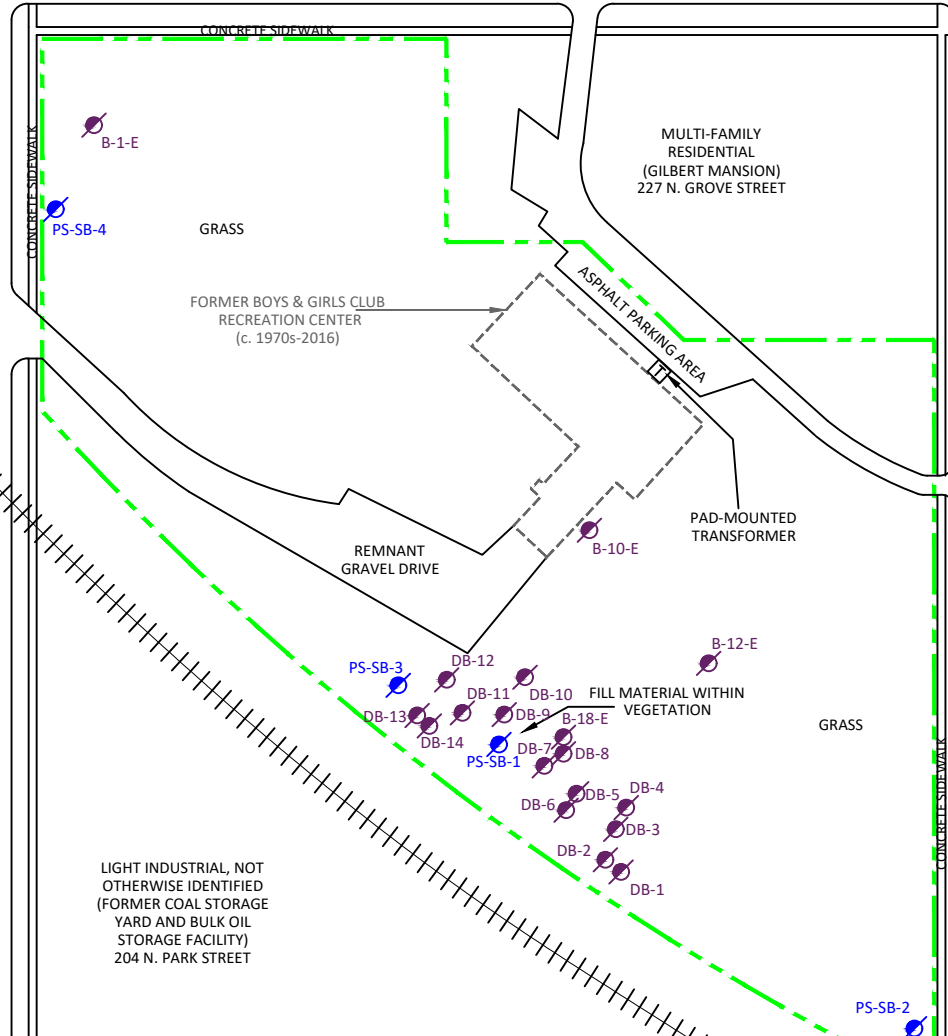 CONCRETE SIDEWALK
B-1-E
CONCRETE SIDEWALK
PS-SB-4
GRASS
MULTI-FAMILY
RESIDENTIAL
(GILBERT MANSION)
227 N. GROVE STREET
FORMER BOYS & GIRLS CLUB
RECREATION CENTER
(c. 1970s-2016)
ASPHALT PARKING AREA
T
PAD-MOUNTED
TRANSFORMER
B-10-E
REMNANT
GRAVEL DRIVE
B-12-E
PS-SB-3
DB-12
DB-10
DB-11
FILL MATERIAL WITHIN
VEGETATION
DB-13
DB-9
B-18-E
GRASS
DB-14
DB-7
DB-8
PS-SB-1
DB-5
DB-4
DB-6
DB-3
DB-2
DB-1
CONCRETE SIDEWALK
LIGHT INDUSTRIAL, NOT
OTHERWISE IDENTIFIED
(FORMER COAL STORAGE
YARD AND BULK OIL
STORAGE FACILITY)
204 N. PARK STREET
PS-SB-2